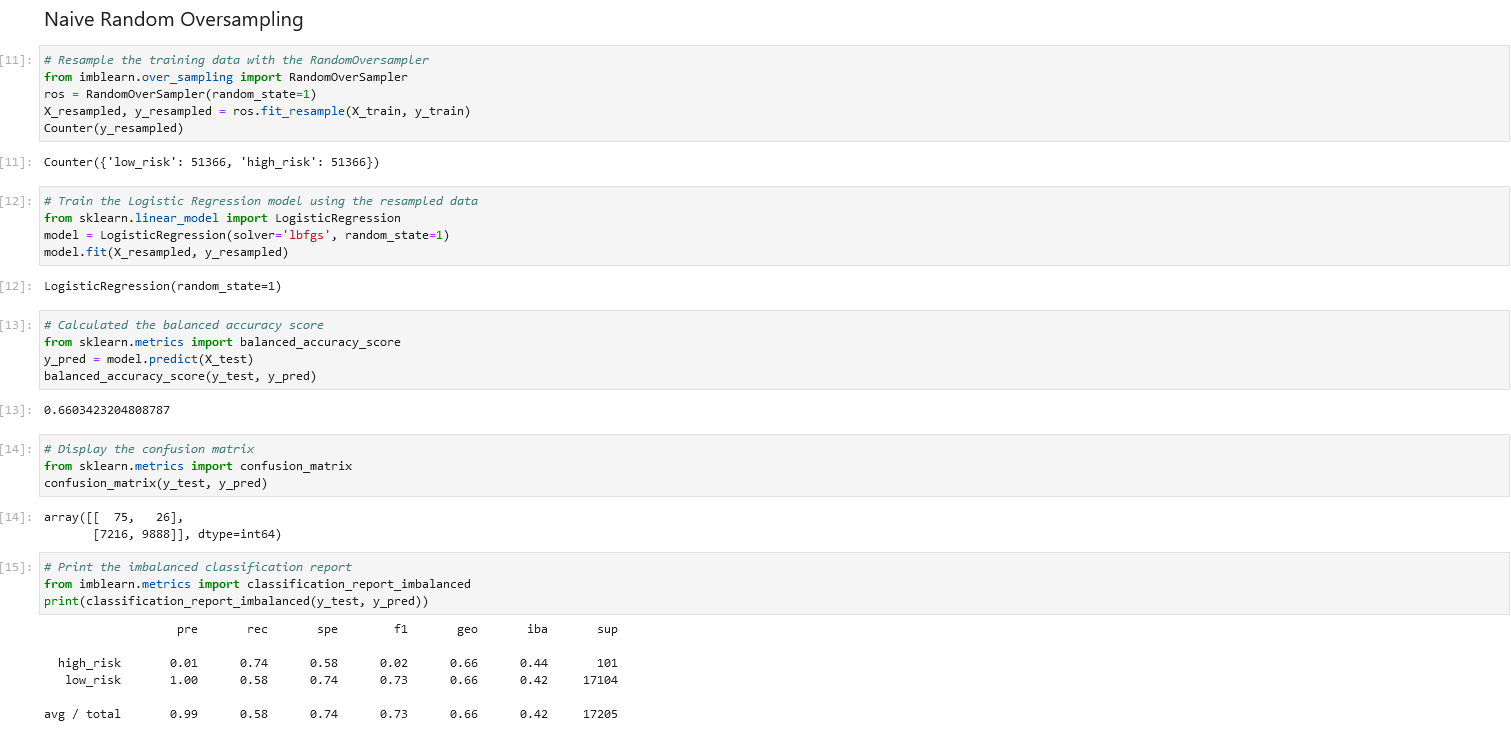 Naive Random Oversampling
[11]: # Resample the training data with the RandomOversampler
from imblearn.over_sampling import RandomOverSampler
ros = RandomOverSampler(random_state=1)
X_resampled, y_resampled = ros.fit_resample(X_train, y_train)
Counter(y_resampled)
[11]: Counter({'low_risk': 51366, 'high_risk': 51366})
[12]: # Train the Logistic Regression model using the resampled data
from sklearn.linear_model import LogisticRegression
model = LogisticRegression(solver='lbfgs', random_state=1)
model.fit(X_resampled, y_resampled)
[12]: LogisticRegression(random_state=1)
[13]: # Calculated the balanced accuracy score
from sklearn.metrics import balanced_accuracy_score
y_pred = model.predict(X_test)
balanced_accuracy_score(y_test, y_pred)
[13]: 0.6603423204808787
[14]: # Display the confusion matrix
from sklearn.metrics import confusion_matrix
confusion_matrix(y_test, y_pred)
[14]: array([[  75,   26],
       [7216, 9888]], dtype=int64)
[15]: # Print the imbalanced classification report
from imblearn.metrics import classification_report_imbalanced
print(classification_report_imbalanced(y_test, y_pred))
pre rec spe f1 geo iba sup
high_risk 0.01 0.74 0.58 0.02 0.66 0.44 101
low_risk 1.00 0.58 0.74 0.73 0.66 0.42 17104
avg / total 0.99 0.58 0.74 0.73 0.66 0.42 17205